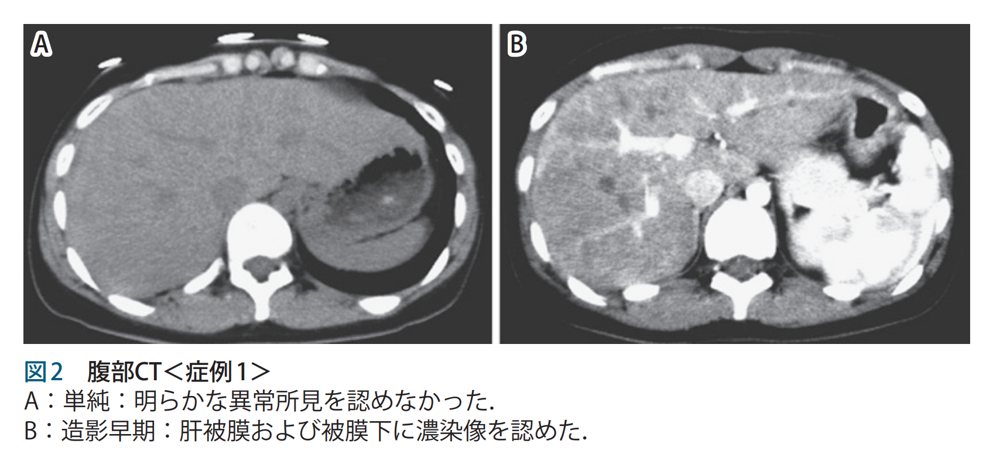 A
B
図2　腹部CT＜症例1＞
A：単純：明らかな異常所見を認めなかった．
B：造影早期：肝被膜および被膜下に濃染像を認めた．